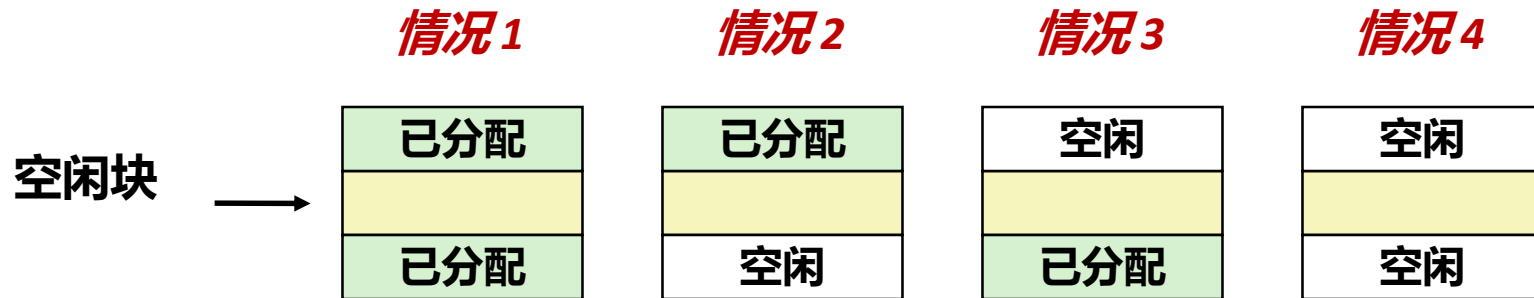 情况 1 情况 2 情况 3 情况 4
已分配 已分配 空闲 空闲
空闲块
已分配 空闲 已分配 空闲